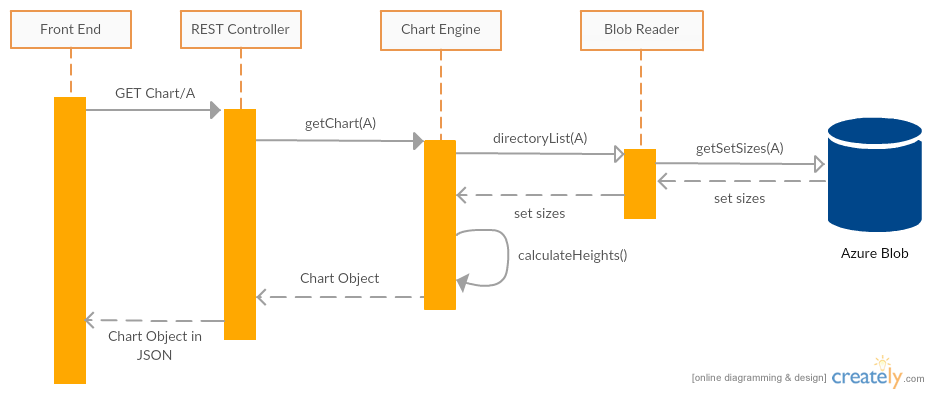 Front End
REST Controller
Chart Engine
Blob Reader
GET Chart/A
getChart(A)
directoryList(A)
getSetSizes(A)
set sizes
set sizes
calculateHeights()
Azure Blob
Chart Object
Chart Object in
JSON
[online diagramming & design] creately.com